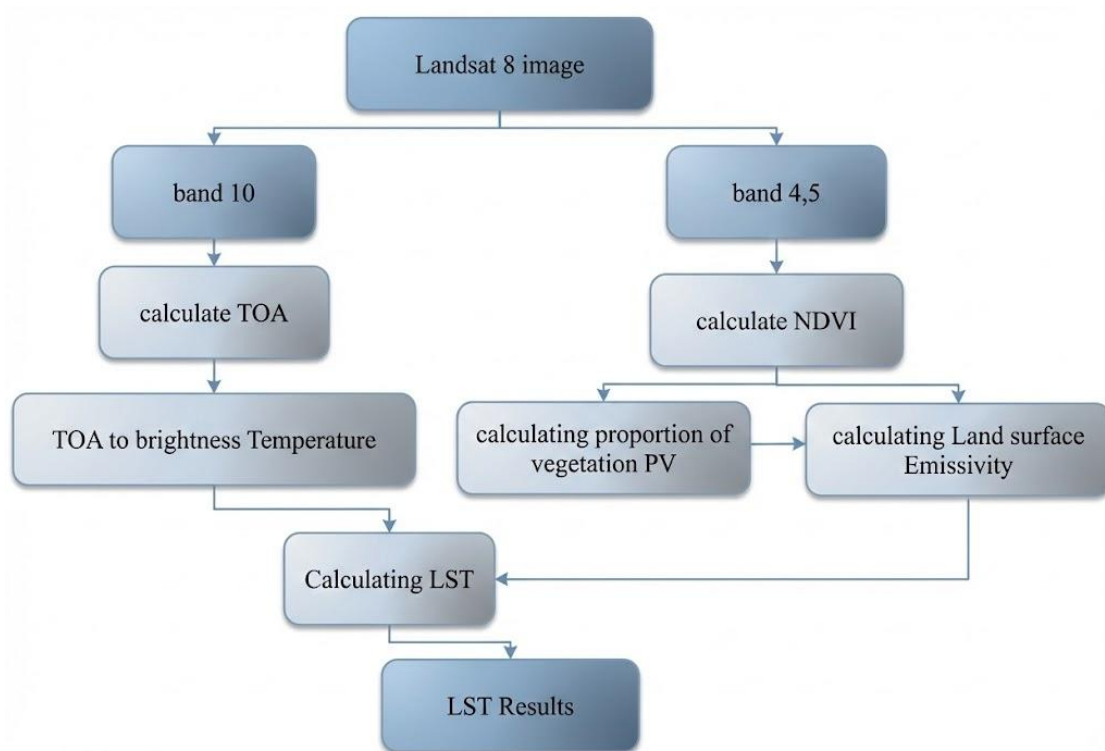 Landsat 8 image
band 10
band 4,5
calculate TOA
calculate NDVI
TOA to brightness Temperature
calculating proportion of
vegetation PV
calculating Land surface
Emissivity
Calculating LST
LST Results